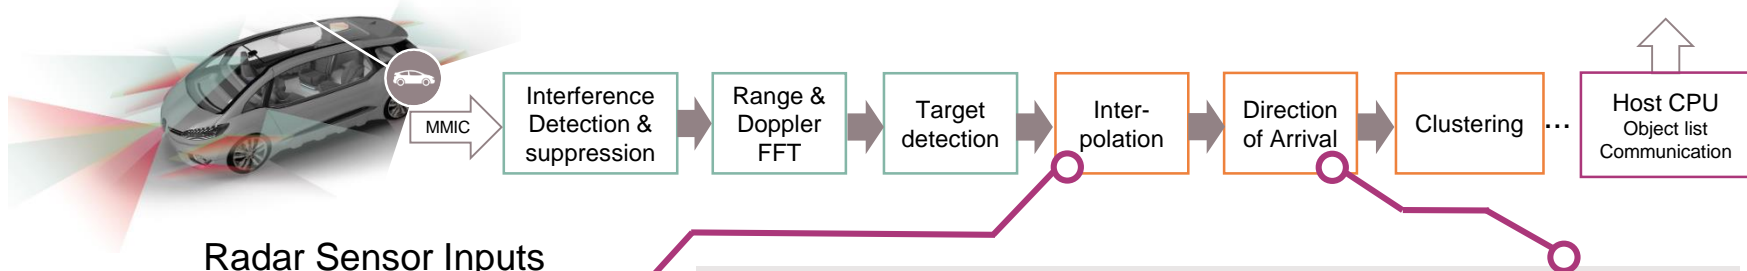 MMIC
Interference
Detection &
suppression
Range &
Doppler
FFT
Target
detection
Inter-
polation
Direction
of Arrival
Clustering
...
Host CPU
Object list
Communication
Radar Sensor Inputs